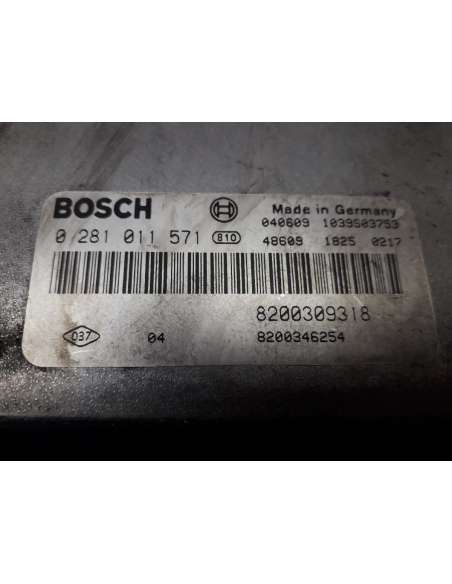 BOSCH
Made in Germany
040609 1039S03753
0 281 011 571 810
48609 1825 0217
8200309318
037 04 8200346254